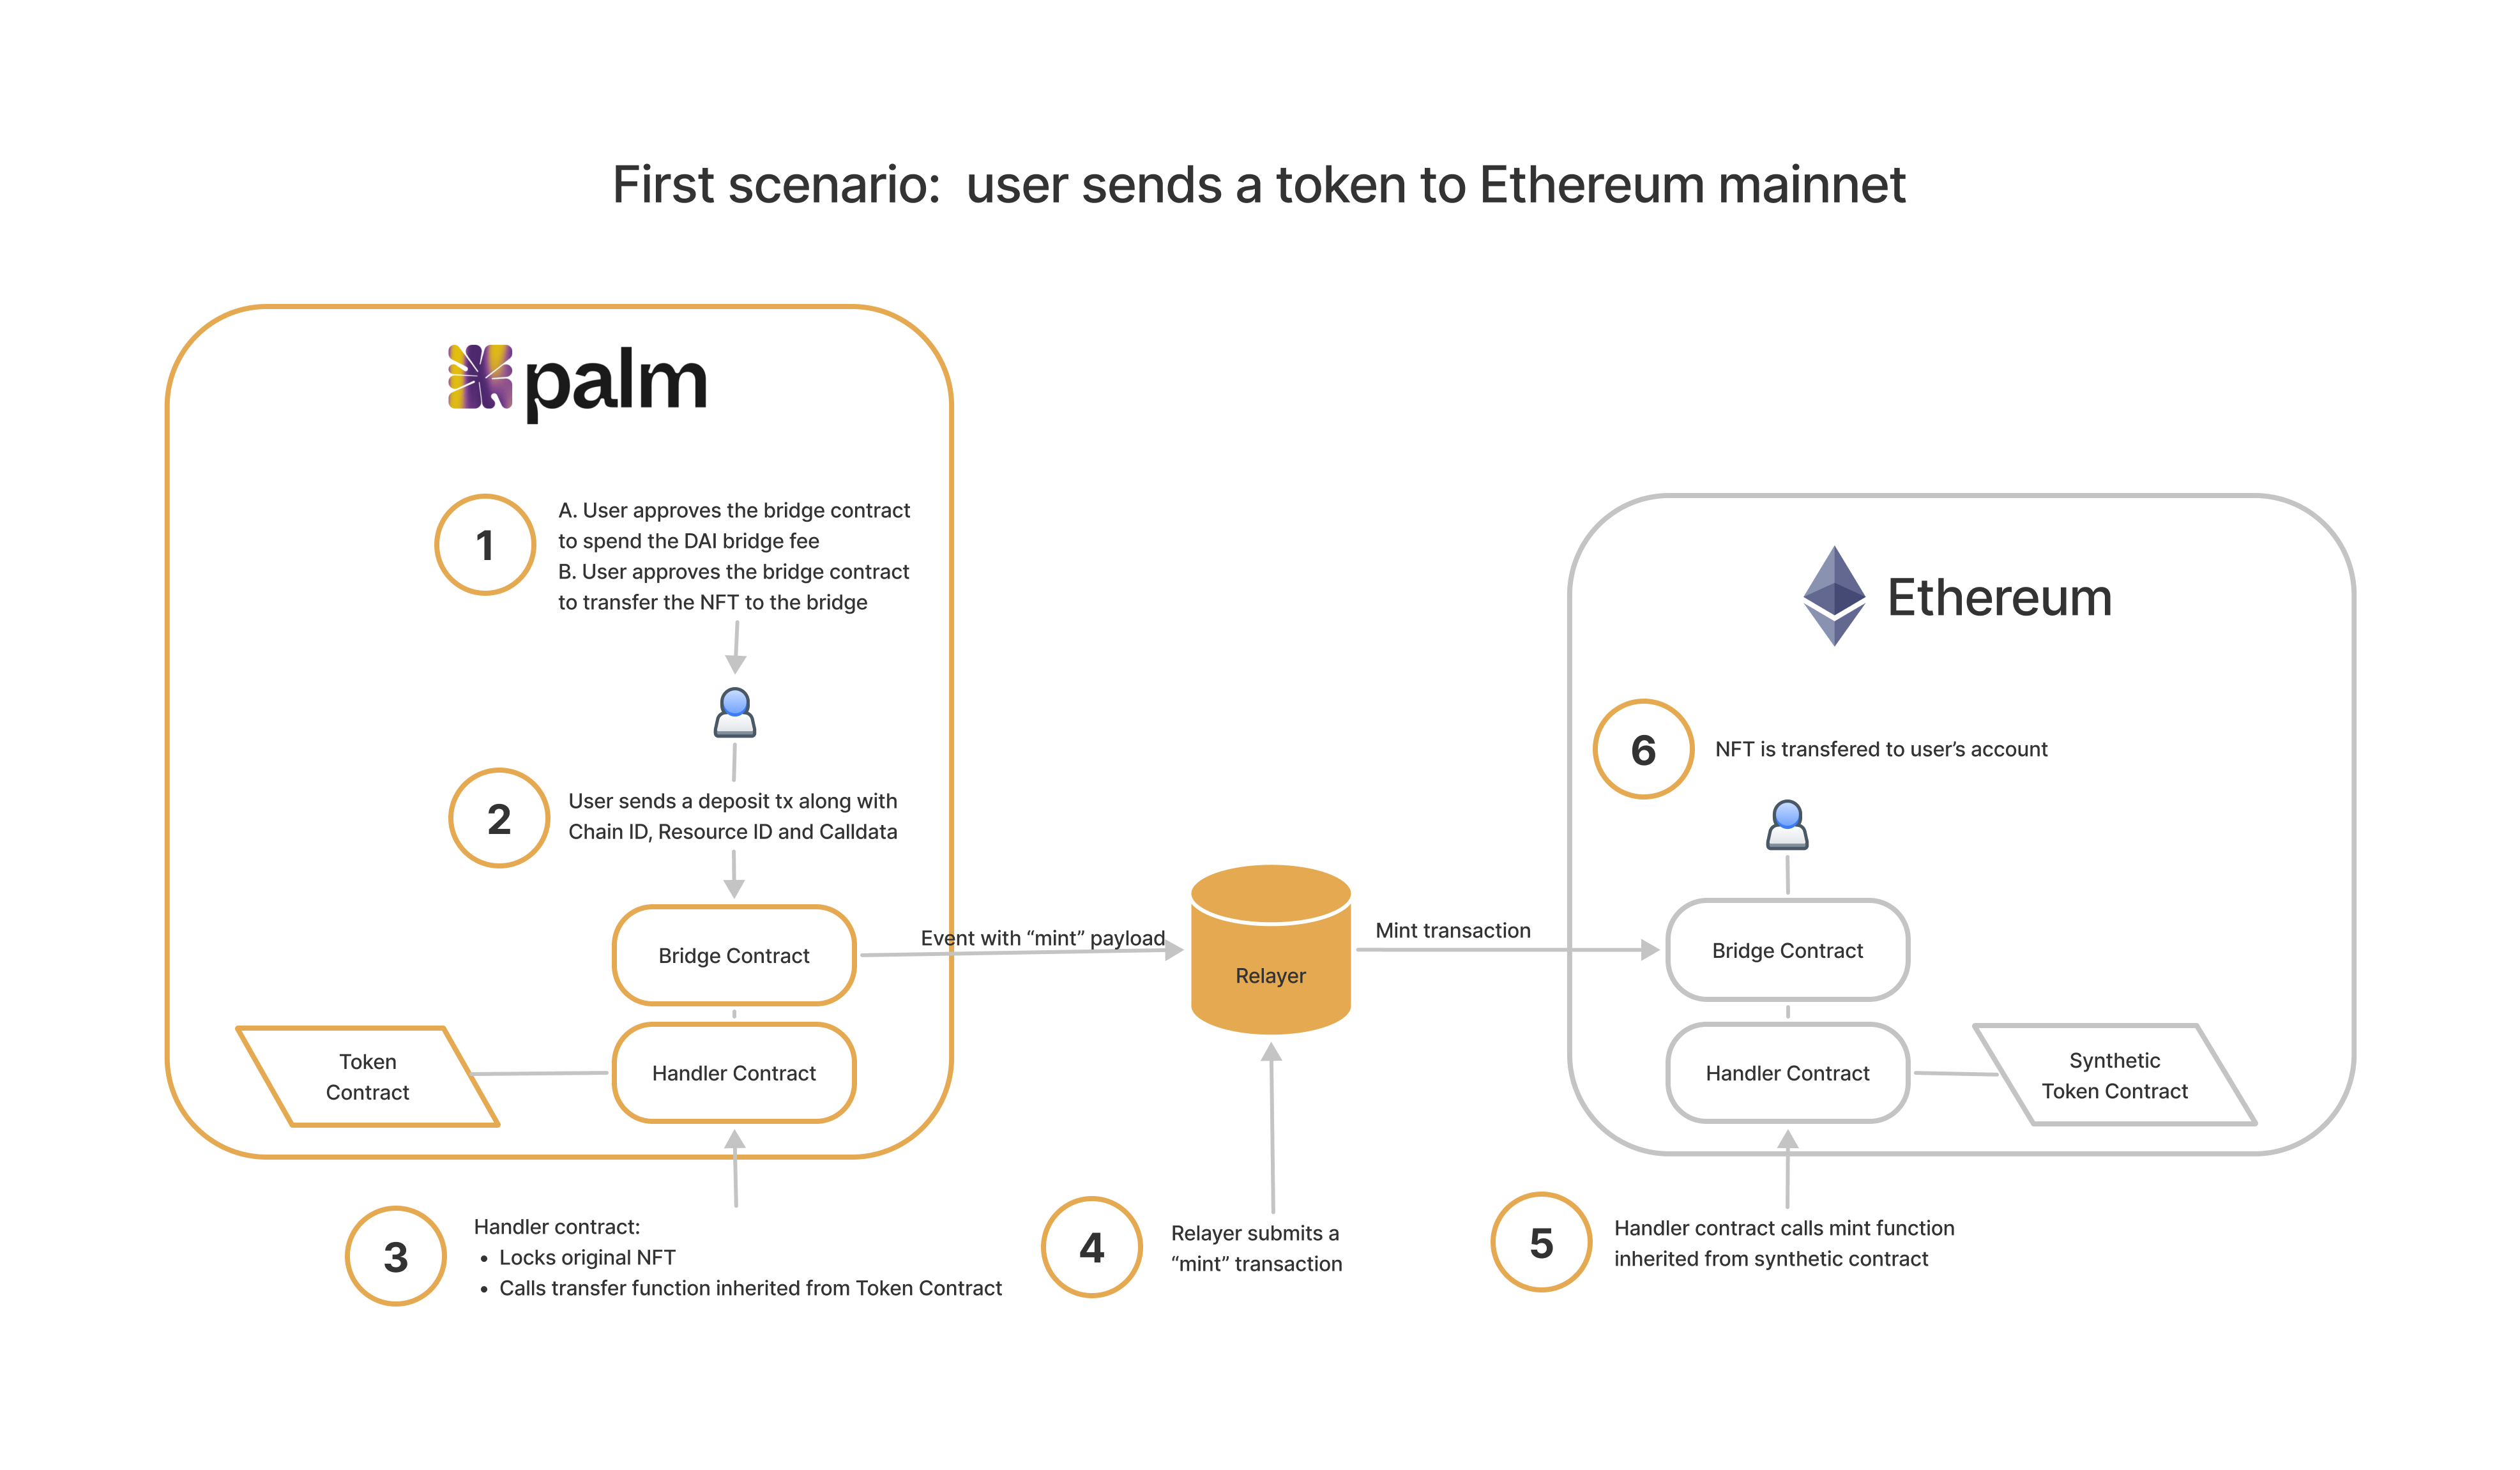 First scenario:  user sends a token to Ethereum mainnet
palm
1
A. User approves the bridge contract
to spend the DAI bridge fee
B. User approves the bridge contract
to transfer the NFT to the bridge
2
User sends a deposit tx along with
Chain ID, Resource ID and Calldata
Bridge Contract
Handler Contract
Token
Contract
3
Handler contract:
• Locks original NFT
• Calls transfer function inherited from Token Contract
Event with “mint” payload
Relayer
4
Relayer submits a
“mint” transaction
Mint transaction
Ethereum
6
NFT is transfered to user’s account
Bridge Contract
Handler Contract
Synthetic
Token Contract
5
Handler contract calls mint function
inherited from synthetic contract